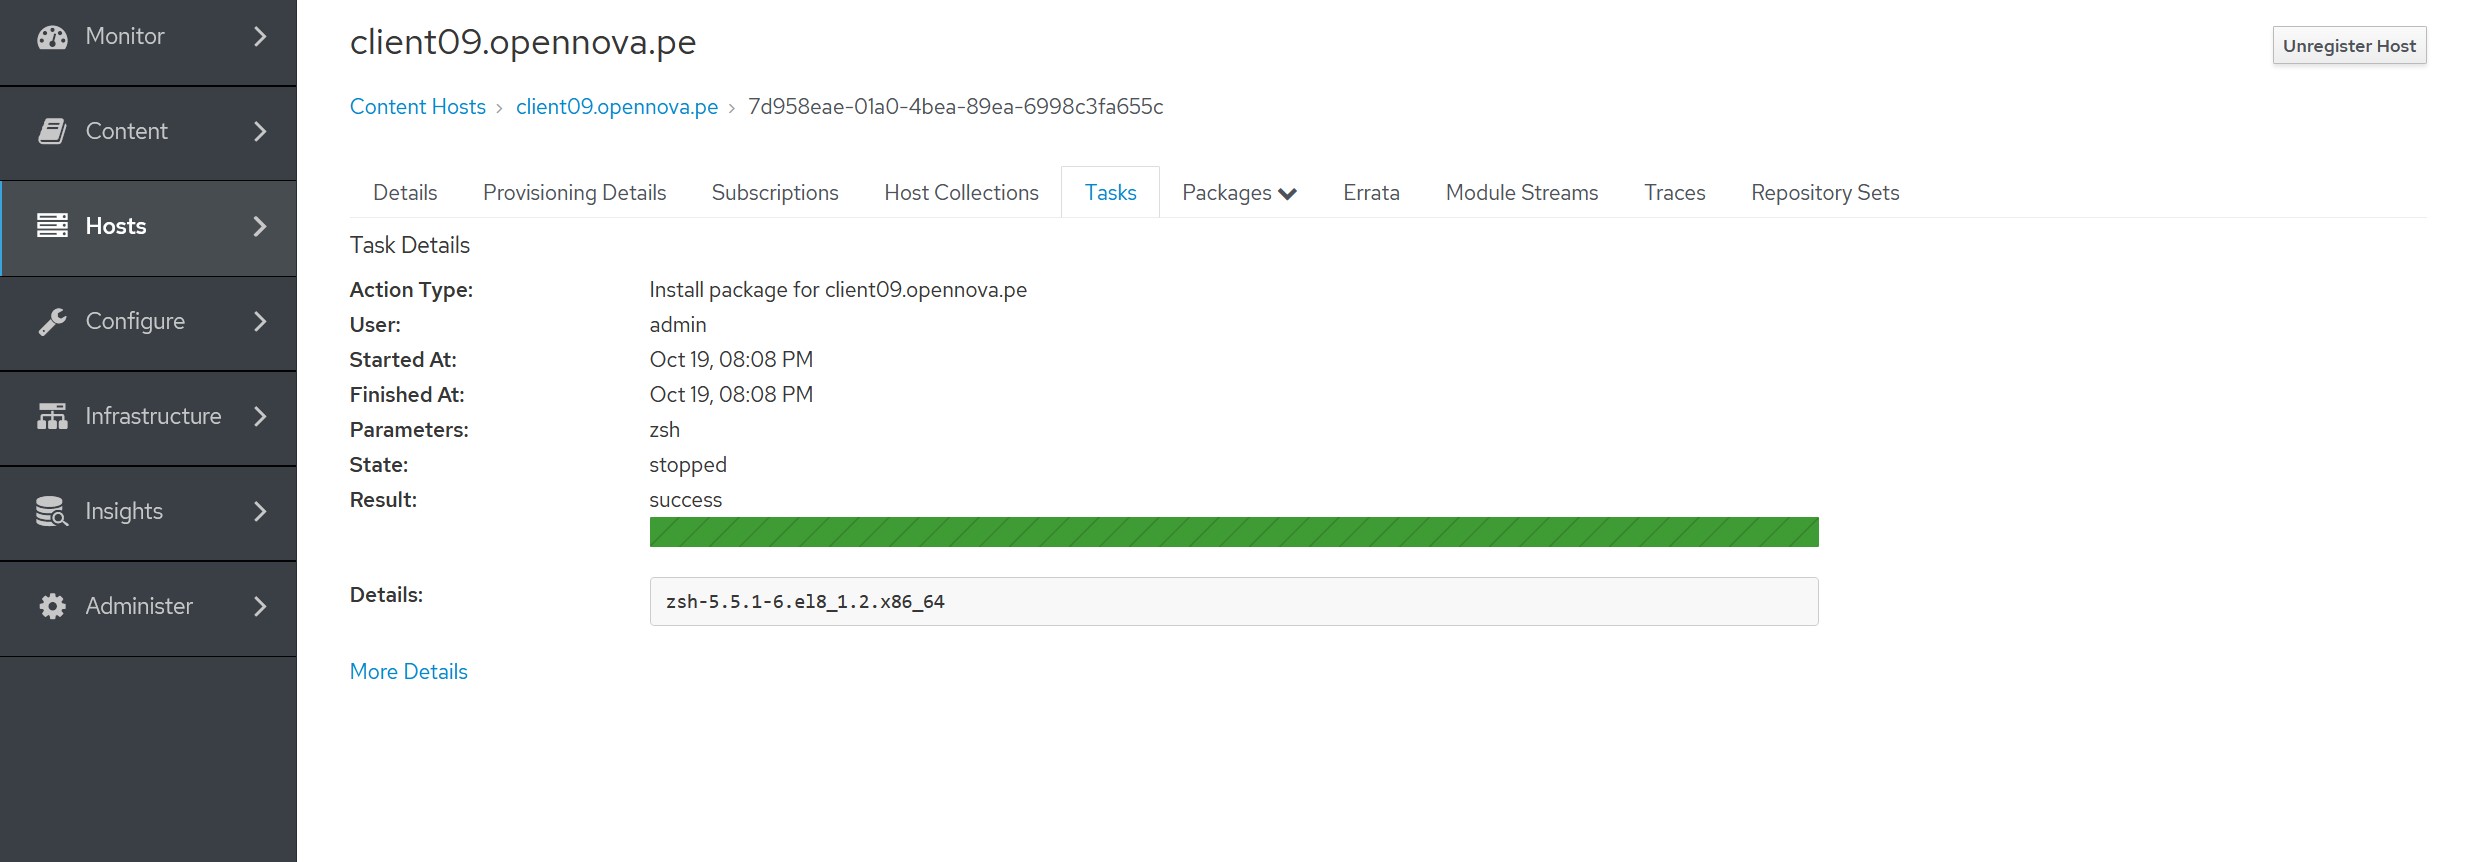 Monitor
Content
Hosts
Configure
Infrastructure
Insights
Administer
client09.opennova.pe
Unregister Host
Content Hosts › client09.opennova.pe › 7d958eae-01a0-4bea-89ea-6998c3fa655c
Details Provisioning Details Subscriptions Host Collections Tasks Packages Errata Module Streams Traces Repository Sets
Task Details
Action Type: Install package for client09.opennova.pe
User: admin
Started At: Oct 19, 08:08 PM
Finished At: Oct 19, 08:08 PM
Parameters: zsh
State: stopped
Result: success
Details: zsh-5.5.1-6.el8_1.2.x86_64
More Details